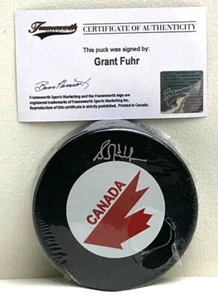 Frameworth
CERTIFICATE OF AUTHENTICITY
This puck was signed by:
Grant Fuhr
Frameworth Sports Marketing and the Frameworth logo are
registered trademarks of Frameworth Sports Marketing Inc.
Reproduction of this certificate is strictly prohibited. Printed in Canada.
CANADA